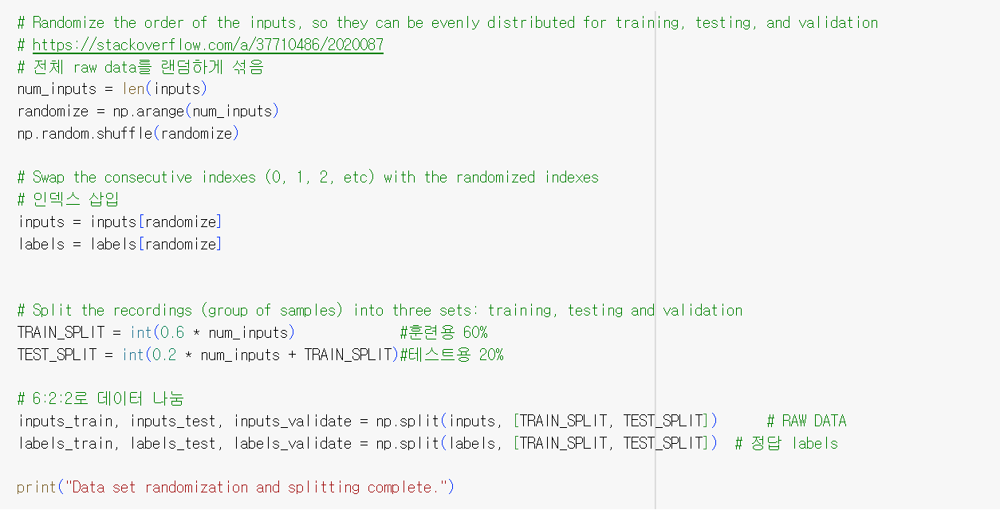 # Randomize the order of the inputs, so they can be evenly distributed for training, testing, and validation
# https://stackoverflow.com/a/37710486/2020087
# 전체 raw data를 랜덤하게 섞음
num_inputs = len(inputs)
randomize = np.arange(num_inputs)
np.random.shuffle(randomize)
# Swap the consecutive indexes (0, 1, 2, etc) with the randomized indexes
# 인덱스 삽입
inputs = inputs[randomize]
labels = labels[randomize]
# Split the recordings (group of samples) into three sets: training, testing and validation
TRAIN_SPLIT = int(0.6 * num_inputs) #훈련용 60%
TEST_SPLIT = int(0.2 * num_inputs + TRAIN_SPLIT)#테스트용 20%
# 6:2:2로 데이터 나눔
inputs_train, inputs_test, inputs_validate = np.split(inputs, [TRAIN_SPLIT, TEST_SPLIT]) # RAW DATA
labels_train, labels_test, labels_validate = np.split(labels, [TRAIN_SPLIT, TEST_SPLIT]) # 정답 labels
print("Data set randomization and splitting complete.")